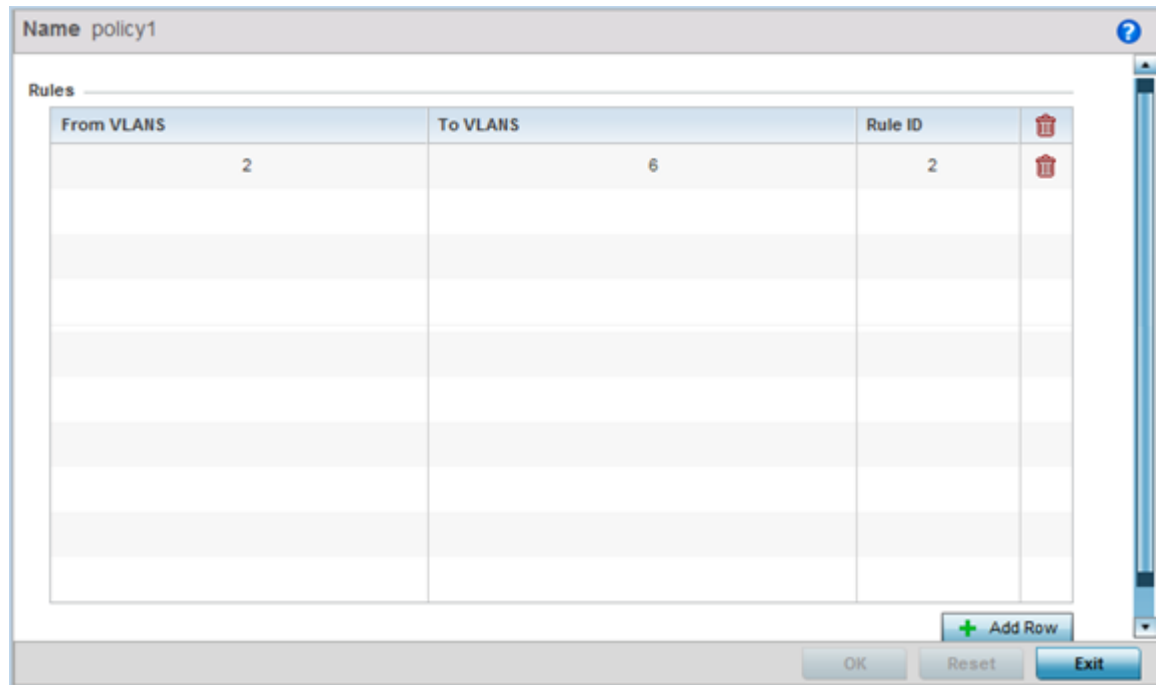 Name policy1
?
Rules
From VLANS To VLANS Rule ID
2 6 2
+ Add Row
OK Reset Exit